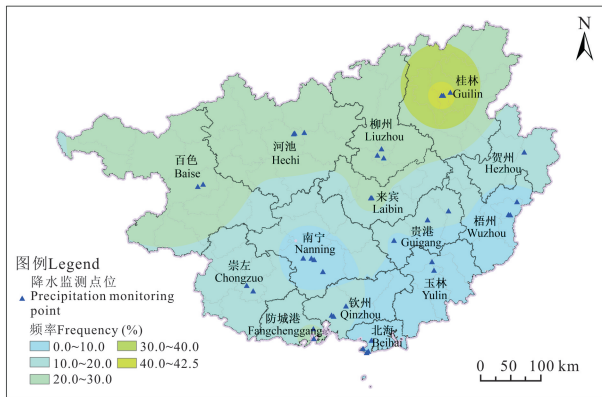 N
桂林
Guilin
柳州
Liuzhou
河池
Hechi
百色
Baise
贺州
Hezhou
来宾
Laibin
梧州
Wuzhou
贵港
Guigang
南宁
Nanning
崇左
Chongzuo
玉林
Yulin
钦州
Qinzhou
防城港
Fangchenggang
北海
Beihai
图例Legend
降水监测点位
Precipitation monitoring
point
频率Frequency (%)
0.0~10.0 30.0~40.0
10.0~20.0 40.0~42.5
20.0~30.0
0 50 100 km